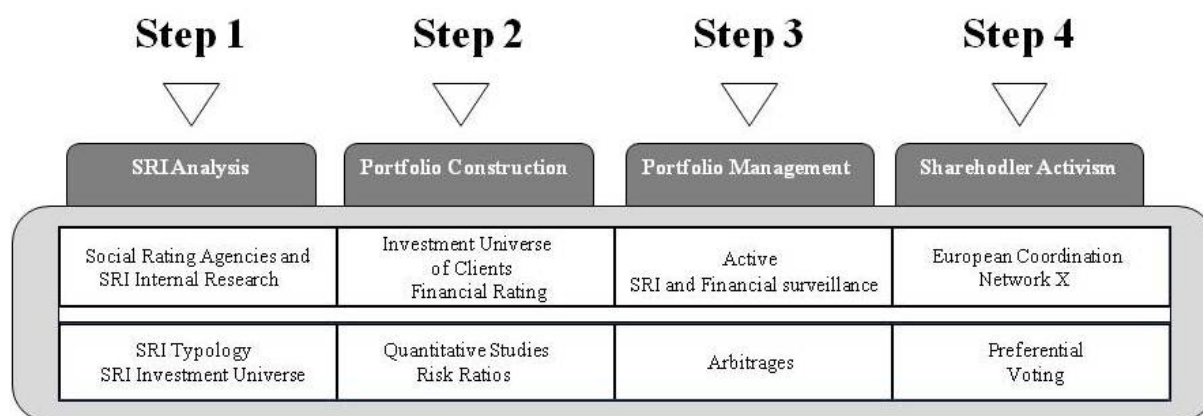 Step 1
Step 2
Step 3
Step 4
SRI Analysis
Portfolio Construction
Portfolio Management
Sharehodler Activism
Social Rating Agencies and
SRI Internal Research
Investment Universe
of Clients
Financial Rating
Active
SRI and Financial surveillance
European Coordination
Network X
SRI Typology
SRI Investment Universe
Quantitative Studies
Risk Ratios
Arbitrages
Preferential
Voting